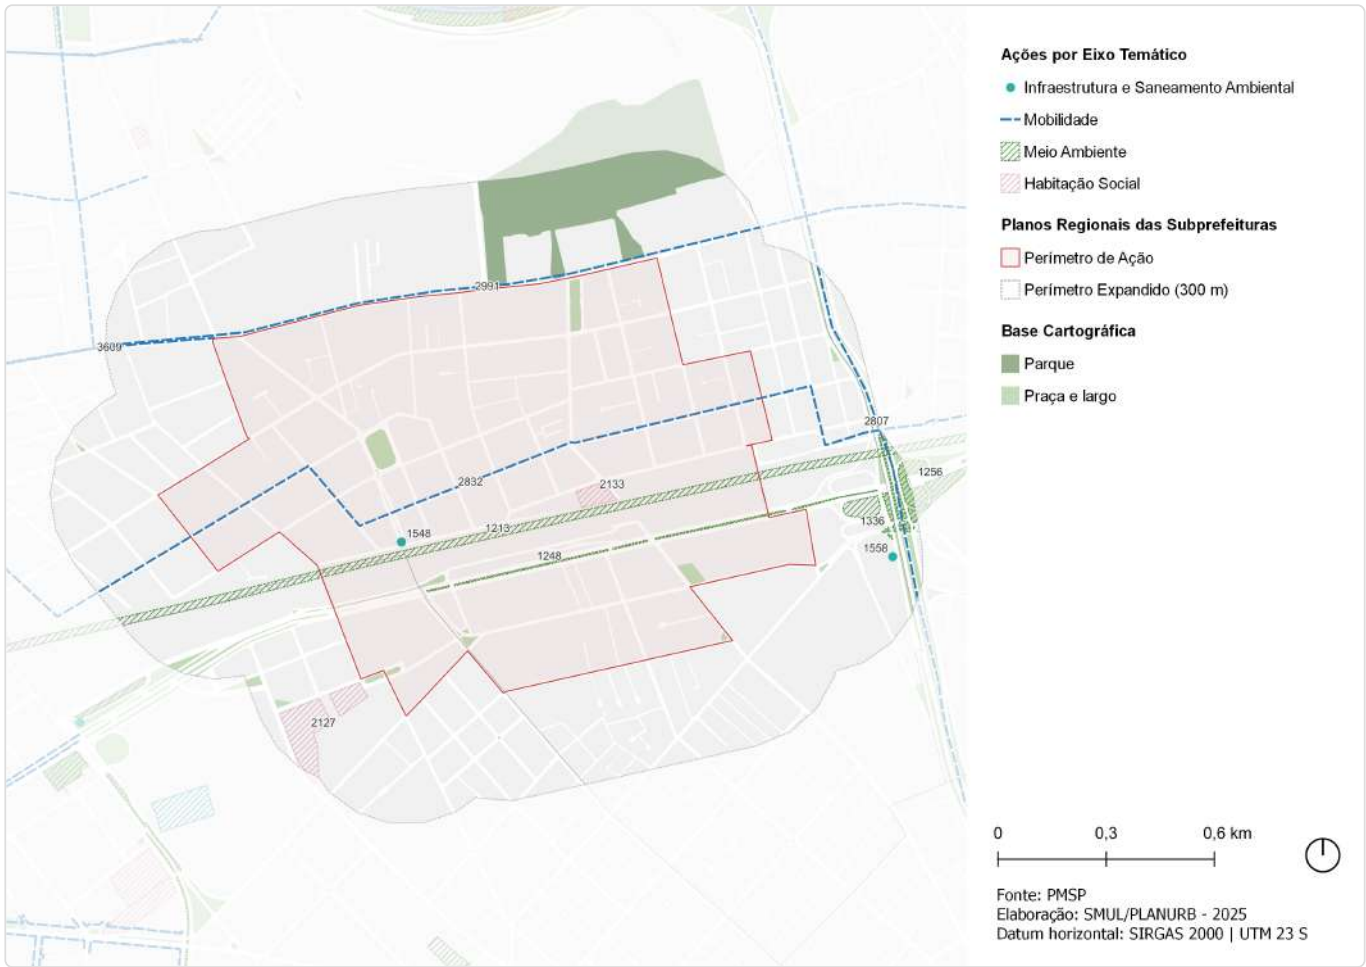 Ações por Eixo Temático
Infraestrutura e Saneamento Ambiental
Mobilidade
Meio Ambiente
Habitação Social
Planos Regionais das Subprefeituras
Perímetro de Ação
Perímetro Expandido (300 m)
Base Cartográfica
Parque
Praça e largo
2991
3609
2807
2832
2133
1256
1213
1548
1336
1248
1558
2127
0 0,3 0,6 km
Fonte: PMSP
Elaboração: SMUL/PLANURB - 2025
Datum horizontal: SIRGAS 2000 | UTM 23 S